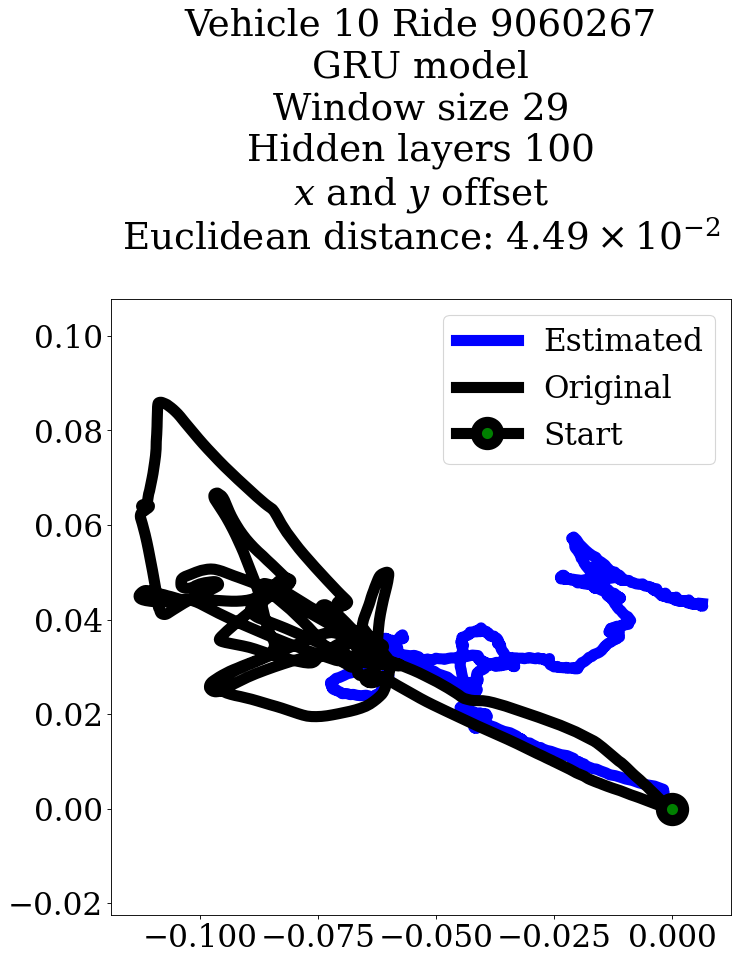 Vehicle 10 Ride 9060267
GRU model
Window size 29
Hidden layers 100
x and y offset
Euclidean distance: 4.49 × 10⁻²
Estimated
Original
Start
0.10
0.08
0.06
0.04
0.02
0.00
−0.02
−0.100 −0.075 −0.050 −0.025 0.000